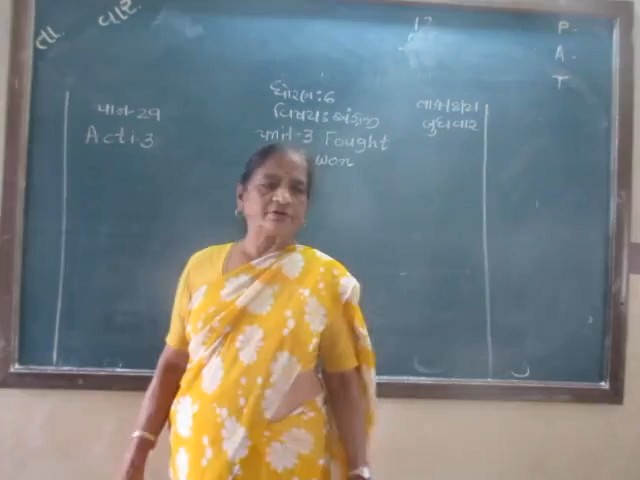 તા વાર
P.
A.
T
પાન-29
Acti-3
ધોરણ:6
વિષય:અંગ્રેજી
પાઠ-3 Fought
won
બુધવાર